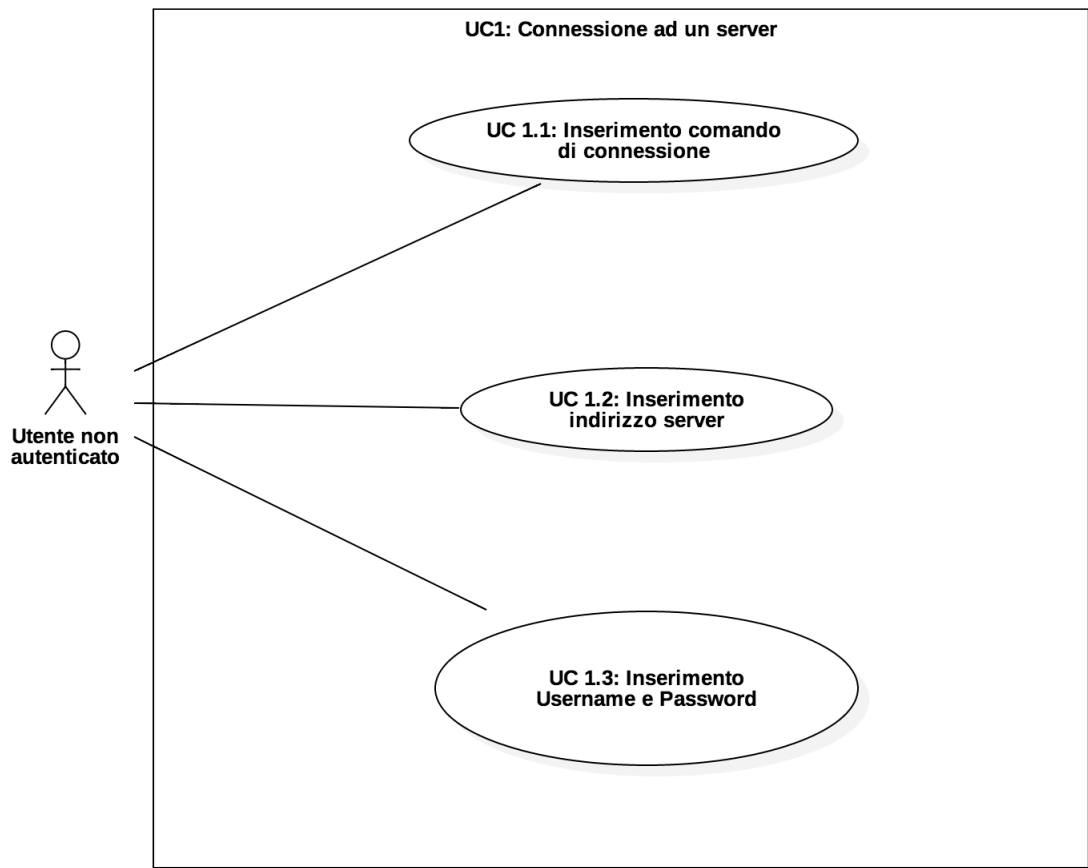 UC1: Connessione ad un server
UC 1.1: Inserimento comando
di connessione
UC 1.2: Inserimento
indirizzo server
Utente non
autenticato
UC 1.3: Inserimento
Username e Password